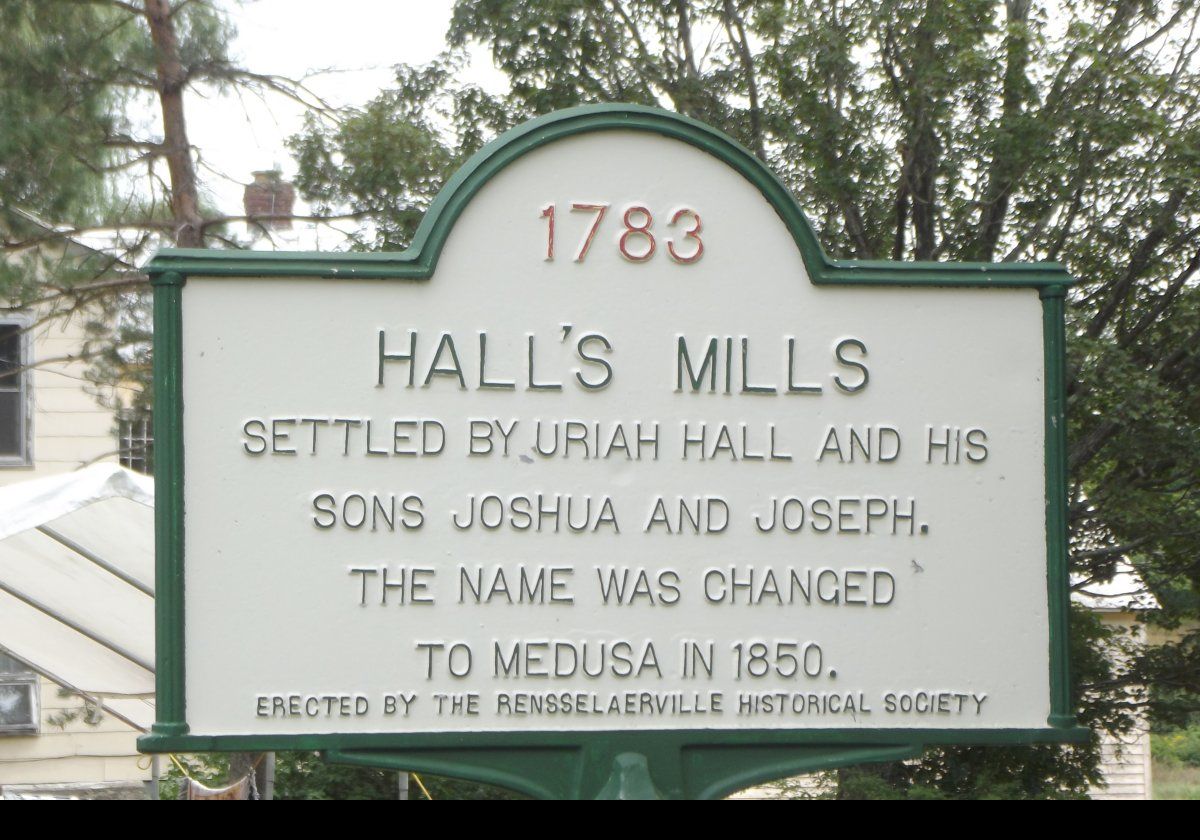 1783
HALL'S MILLS
SETTLED BY URIAH HALL AND HIS
SONS JOSHUA AND JOSEPH.
THE NAME WAS CHANGED
TO MEDUSA IN 1850.
ERECTED BY THE RENSSELAERVILLE HISTORICAL SOCIETY